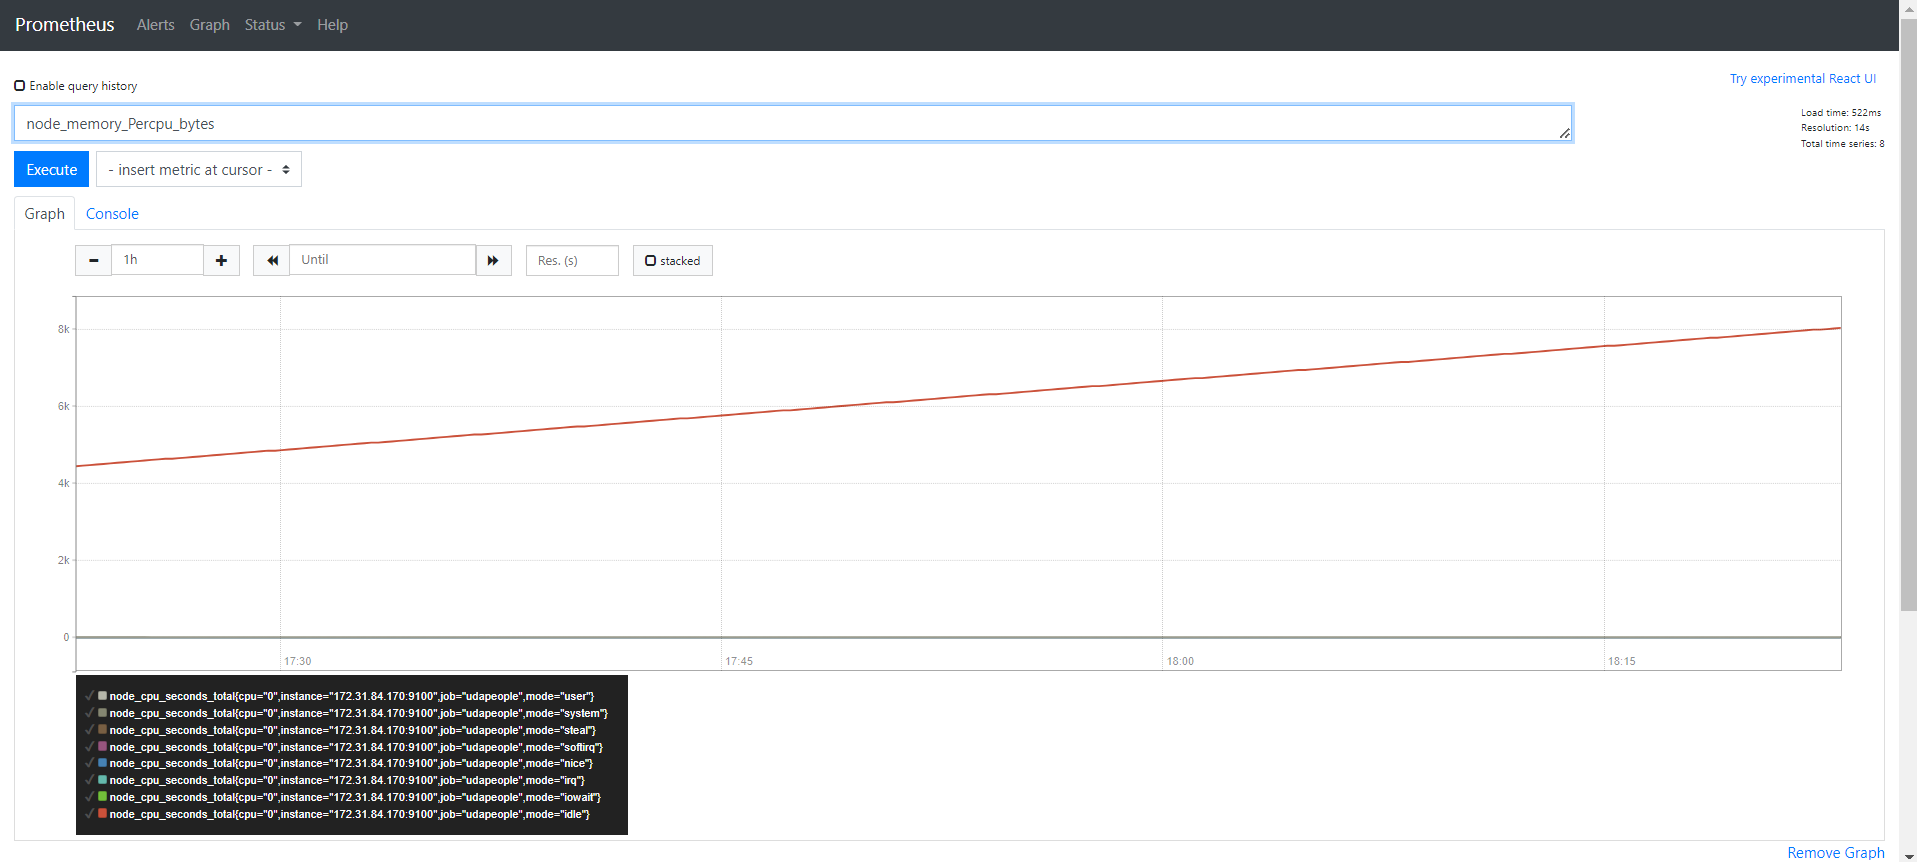 Prometheus Alerts Graph Status Help
Enable query history
Try experimental React UI
node_memory_Percpu_bytes
Load time: 522ms
Resolution: 14s
Total time series: 8
Execute - insert metric at cursor -
Graph Console
1h Until Res. (s) stacked
8k
6k
4k
2k
0
17:30 17:45 18:00 18:15
node_cpu_seconds_total{cpu="0",instance="172.31.84.170:9100",job="udapeople",mode="user"}
node_cpu_seconds_total{cpu="0",instance="172.31.84.170:9100",job="udapeople",mode="system"}
node_cpu_seconds_total{cpu="0",instance="172.31.84.170:9100",job="udapeople",mode="steal"}
node_cpu_seconds_total{cpu="0",instance="172.31.84.170:9100",job="udapeople",mode="softirq"}
node_cpu_seconds_total{cpu="0",instance="172.31.84.170:9100",job="udapeople",mode="nice"}
node_cpu_seconds_total{cpu="0",instance="172.31.84.170:9100",job="udapeople",mode="irq"}
node_cpu_seconds_total{cpu="0",instance="172.31.84.170:9100",job="udapeople",mode="iowait"}
node_cpu_seconds_total{cpu="0",instance="172.31.84.170:9100",job="udapeople",mode="idle"}
Remove Graph